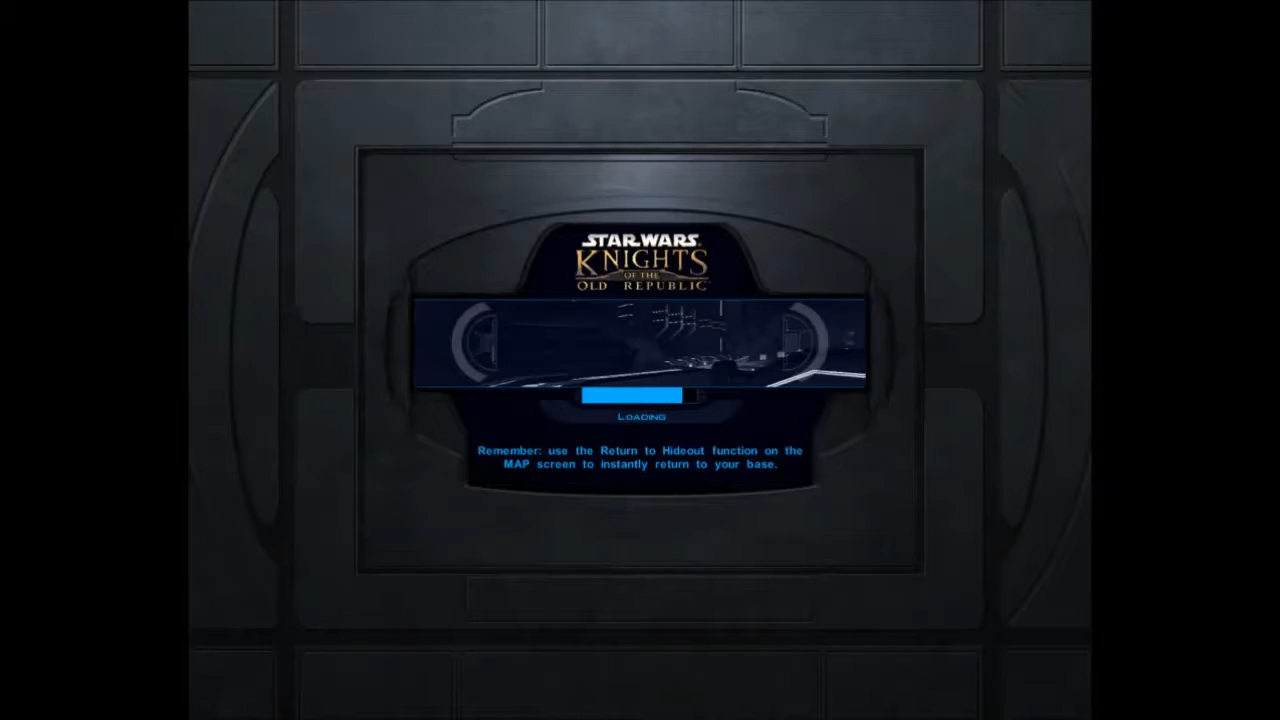 STAR WARS
KNIGHTS
OF THE
OLD REPUBLIC
LOADING
Remember: use the Return to Hideout function on the
MAP screen to instantly return to your base.